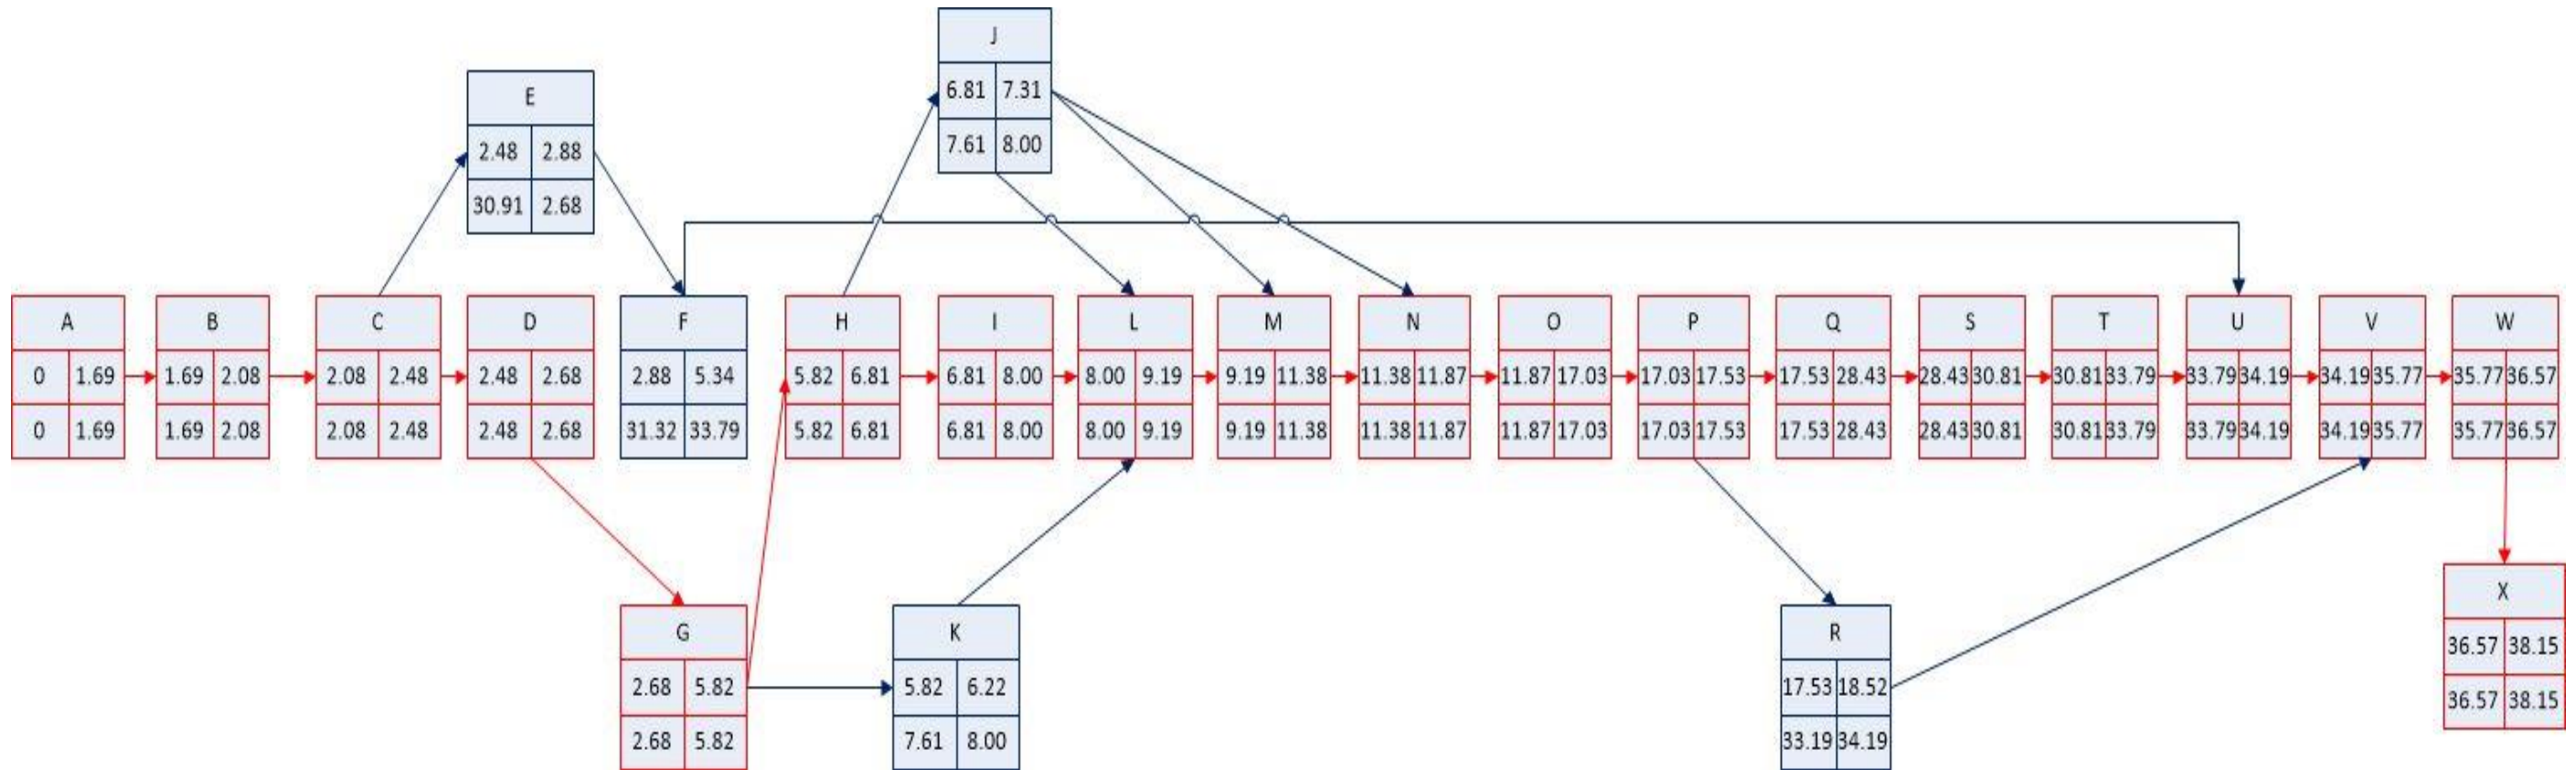 J
6.81 7.31
7.61 8.00
E
2.48 2.88
30.91 2.68
A
0 1.69
0 1.69
B
1.69 2.08
1.69 2.08
C
2.08 2.48
2.08 2.48
D
2.48 2.68
2.48 2.68
F
2.88 5.34
31.32 33.79
H
5.82 6.81
5.82 6.81
I
6.81 8.00
6.81 8.00
L
8.00 9.19
8.00 9.19
M
9.19 11.38
9.19 11.38
N
11.38 11.87
11.38 11.87
O
11.87 17.03
11.87 17.03
P
17.03 17.53
17.03 17.53
Q
17.53 28.43
17.53 28.43
S
28.43 30.81
28.43 30.81
T
30.81 33.79
30.81 33.79
U
33.79 34.19
33.79 34.19
V
34.19 35.77
34.19 35.77
W
35.77 36.57
35.77 36.57
G
2.68 5.82
2.68 5.82
K
5.82 6.22
7.61 8.00
R
17.53 18.52
33.19 34.19
X
36.57 38.15
36.57 38.15